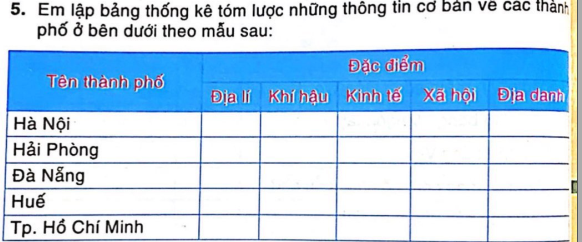 5. Em lập bảng thống kê tóm lược những thông tin cơ bản về các thành
phố ở bên dưới theo mẫu sau:
Tên thành phố
Đặc điểm
Địa lí Khí hậu Kinh tế Xã hội Địa danh
Hà Nội
Hải Phòng
Đà Nẵng
Huế
Tp. Hồ Chí Minh